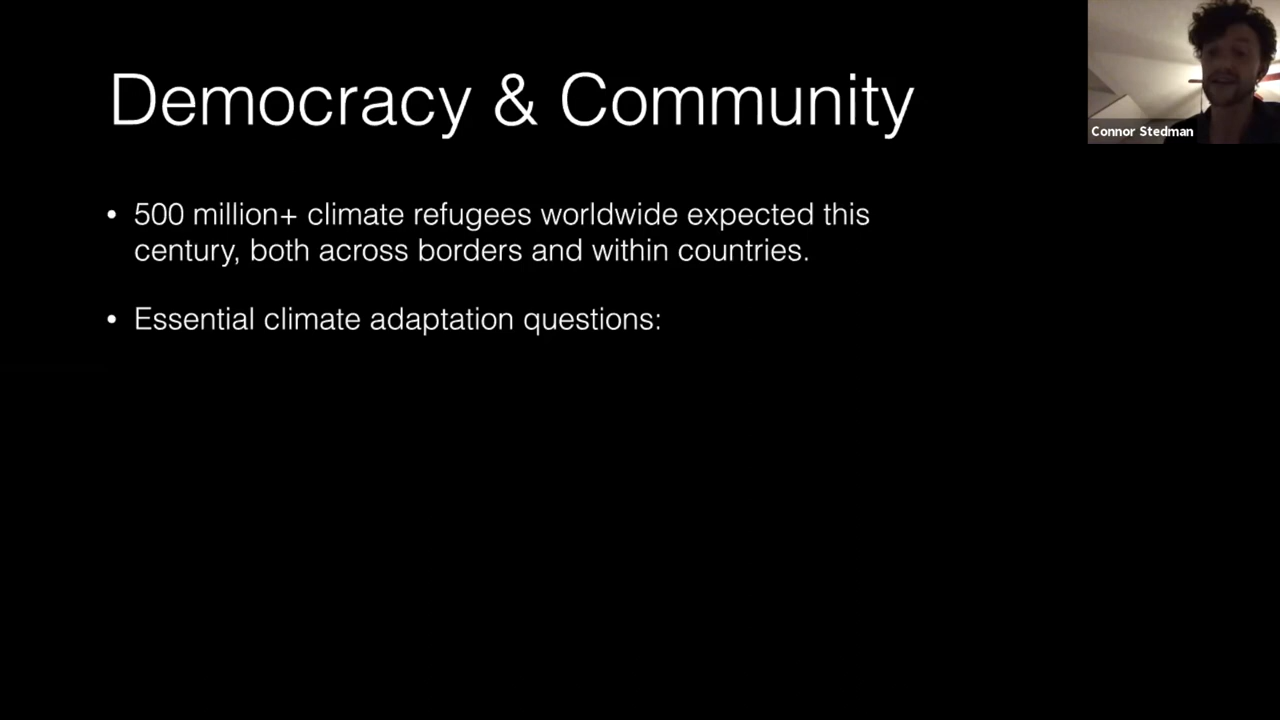 Democracy & Community
Connor Stedman
• 500 million+ climate refugees worldwide expected this
century, both across borders and within countries.
• Essential climate adaptation questions: